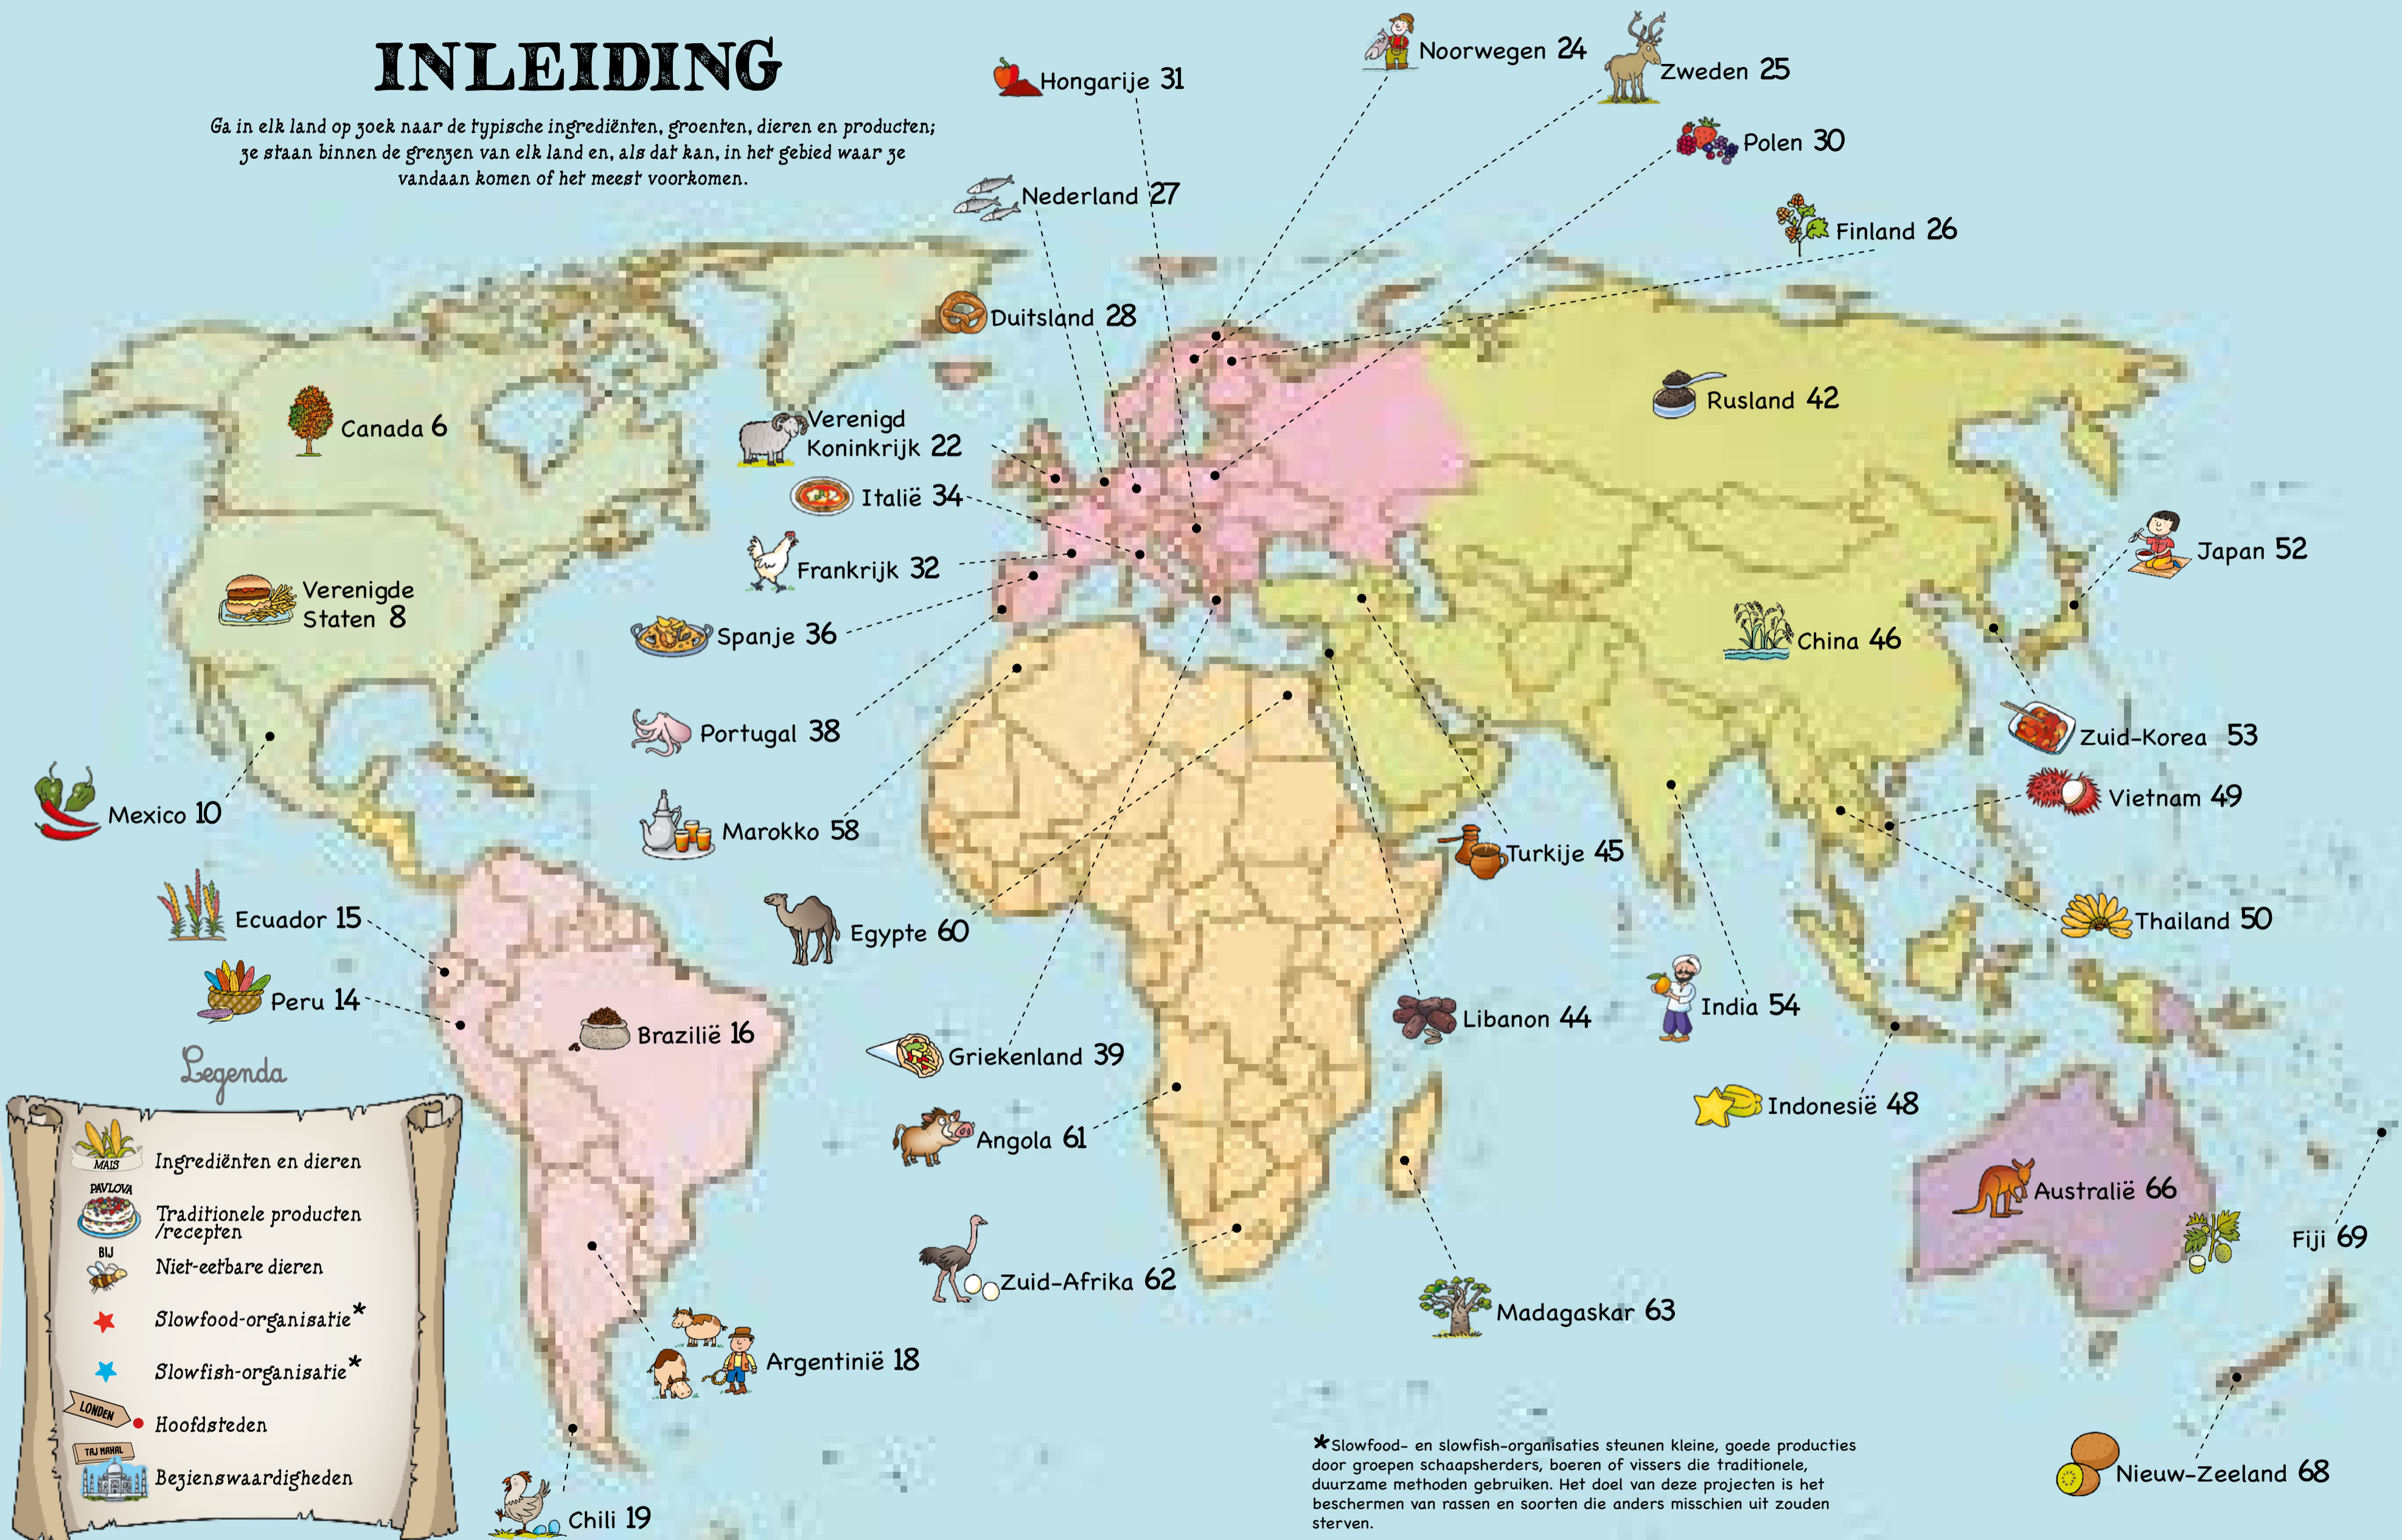 INLEIDING
Ga in elk land op zoek naar de typische ingrediënten, groenten, dieren en producten;
ze staan binnen de grenzen van elk land en, als dat kan, in het gebied waar ze
vandaan komen of het meest voorkomen.
Noorwegen 24
Zweden 25
Hongarije 31
Polen 30
Nederland 27
Finland 26
Duitsland 28
Canada 6
Verenigd
Koninkrijk 22
Rusland 42
Italië 34
Frankrijk 32
Japan 52
Verenigde
Staten 8
Spanje 36
China 46
Portugal 38
Zuid-Korea 53
Mexico 10
Marokko 58
Vietnam 49
Turkije 45
Ecuador 15
Egypte 60
Thailand 50
Peru 14
Brazilië 16
Libanon 44
India 54
Griekenland 39
Indonesië 48
Angola 61
Australië 66
Fiji 69
Zuid-Afrika 62
Madagaskar 63
Argentinië 18
Nieuw-Zeeland 68
Chili 19
Legenda
MAIS
Ingrediënten en dieren
PAVLOVA
Traditionele producten
/recepten
BIJ
Niet-eetbare dieren
Slowfood-organisatie*
Slowfish-organisatie*
LONDEN
Hoofdsteden
TAJ MAHAL
Bezienswaardigheden
*Slowfood- en slowfish-organisaties steunen kleine, goede producties
door groepen schaapsherders, boeren of vissers die traditionele,
duurzame methoden gebruiken. Het doel van deze projecten is het
beschermen van rassen en soorten die anders misschien uit zouden
sterven.